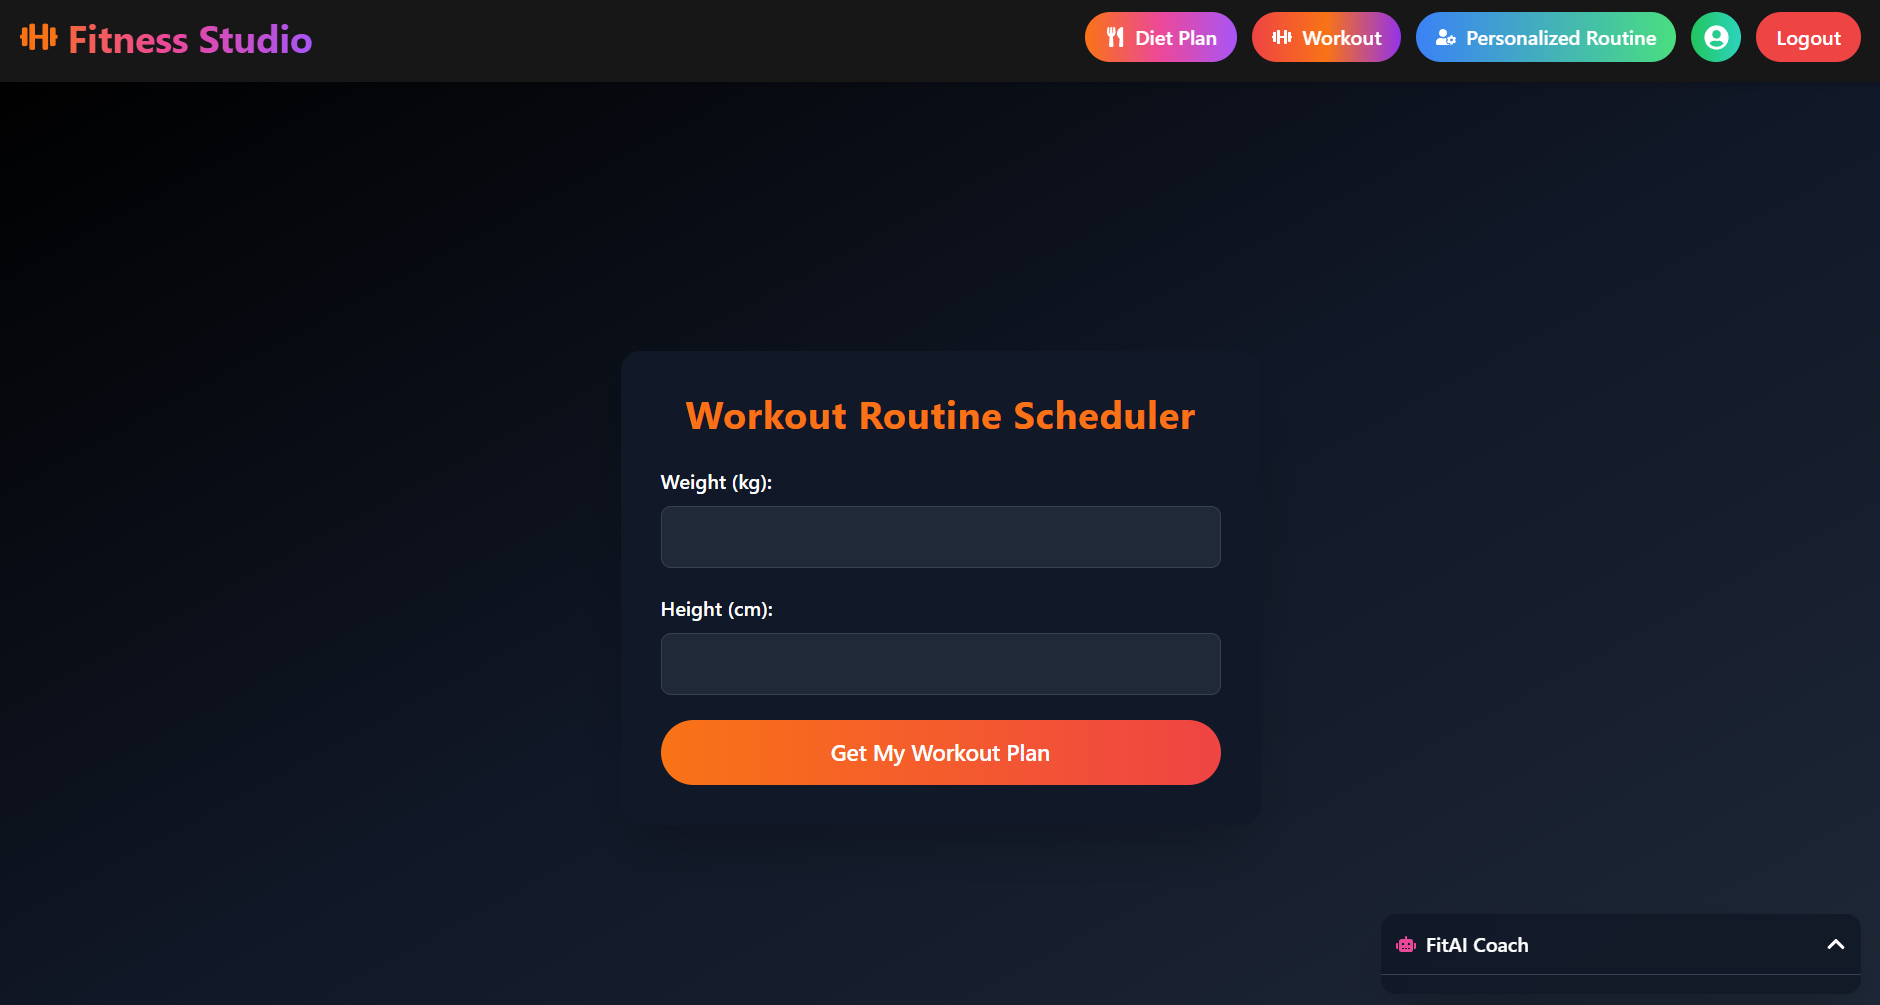 Fitness Studio
Diet Plan
Workout
Personalized Routine
Logout
Workout Routine Scheduler
Weight (kg):
Height (cm):
Get My Workout Plan
FitAI Coach